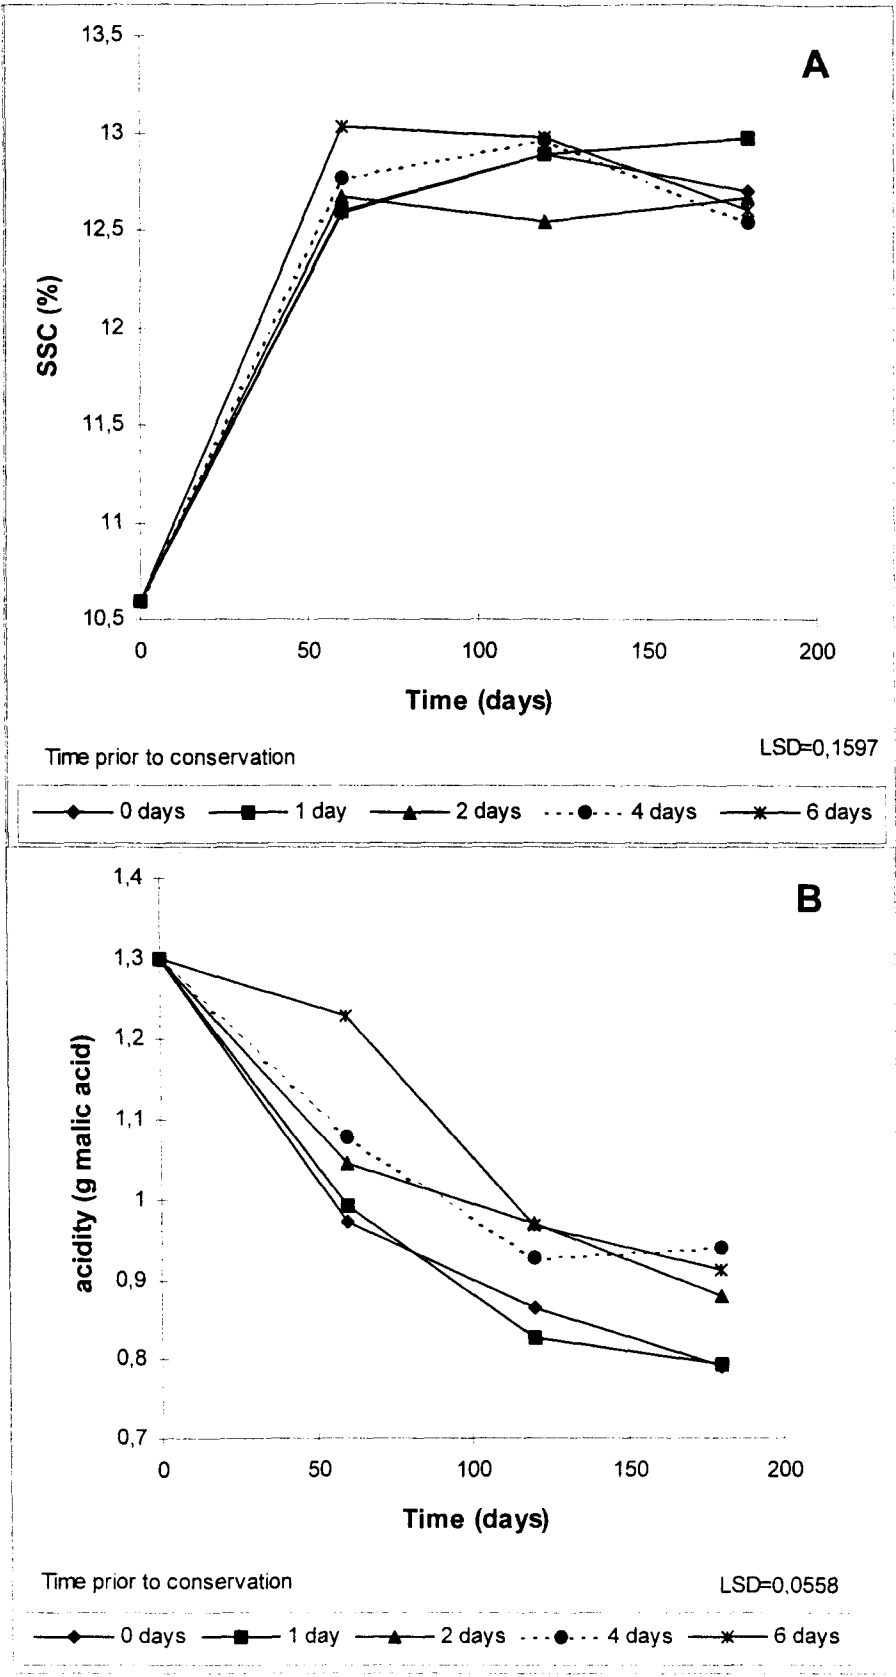 13,5
A
13
12,5
12
SSC (%)
11,5
11
10,5
0 50 100 150 200
Time (days)
LSD=0,1597
Time prior to conservation
0 days 1 day 2 days 4 days 6 days
1,4
B
1,3
1,2
1,1
acidity (g malic acid)
1
0,9
0,8
0,7
0 50 100 150 200
Time (days)
Time prior to conservation
LSD=0,0558
0 days 1 day 2 days 4 days 6 days